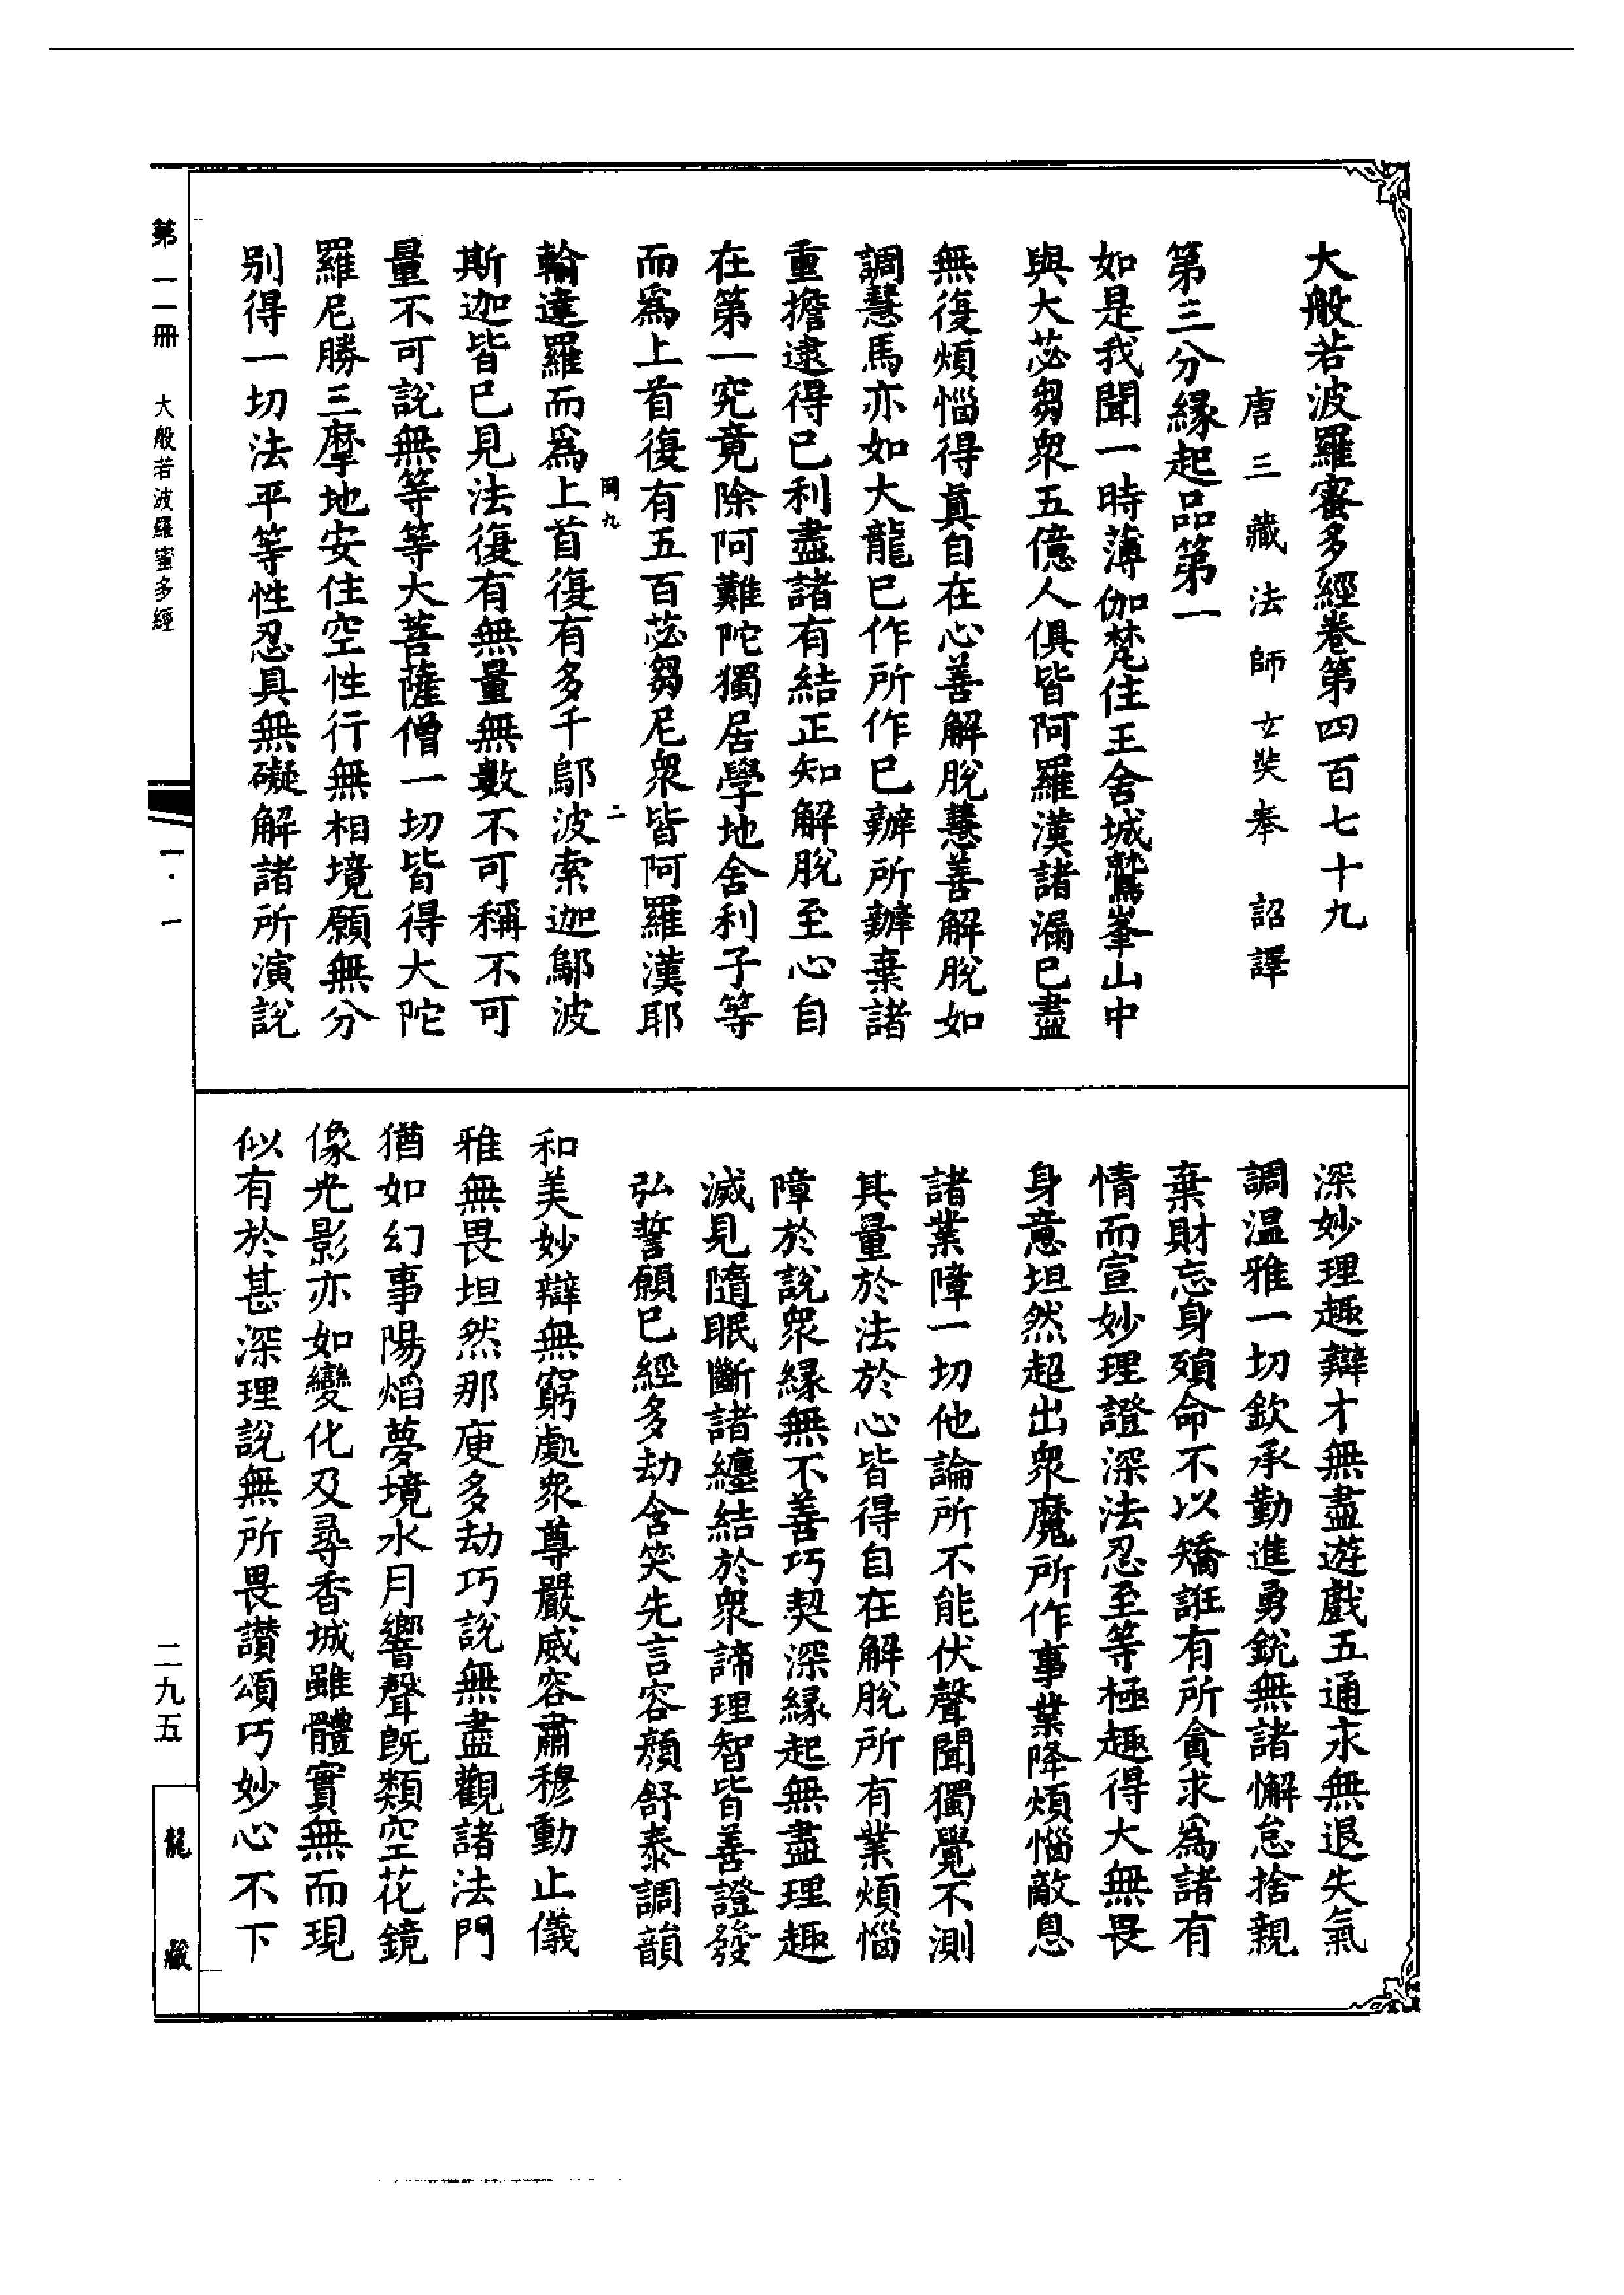 大般若波羅蜜多經卷第四百七十九
唐三藏法師玄奘奉　詔譯
第三分緣起品第一
如是我聞一時薄伽梵住王舍城鷲峯山中
與大苾芻衆五億人俱皆阿羅漢諸漏已盡
無復煩惱得眞自在心善解脫慧善解脫如
調慧馬亦如大龍已作所作已辦所辦棄諸
重擔逮得已利盡諸有結正知解脫至心自
在第一究竟除阿難陀獨居學地舍利子等
而爲上首復有五百苾芻尼衆皆阿羅漢耶
岡九　二
輸達羅而爲上首復有多千鄔波索迦鄔波
斯迦皆已見法復有無量無數不可稱不可
量不可說無等等大菩薩僧一切皆得大陀
羅尼勝三摩地安住空性行無相境願無分
別得一切法平等性忍具無礙解諸所演說
深妙理趣辯才無盡遊戲五通永無退失氣
調温雅一切欽承勤進勇銳無諸懈怠捨親
棄財忘身殞命不以矯誑有所貪求爲諸有
情而宣妙理證深法忍至等極趣得大無畏
身意坦然超出衆魔所作事業降煩惱敵息
諸業障一切他論所不能伏聲聞獨覺不測
其量於法於心皆得自在解脫所有業煩惱
障於說衆緣無不善巧契深緣起無盡理趣
滅見隨眠斷諸纏結於衆諦理智皆善證發
弘誓願已經多劫含笑先言容顏舒泰調韻
和美妙辯無窮處衆尊嚴威容肅穆動止儀
雅無畏坦然那庾多劫巧說無盡觀諸法門
猶如幻事陽焰夢境水月響聲旣類空花鏡
像光影亦如變化及尋香城雖體實無而現
似有於甚深理說無所畏讃頌巧妙心不下
第一一冊　大般若波羅蜜多經
一・一
二九五
龍藏